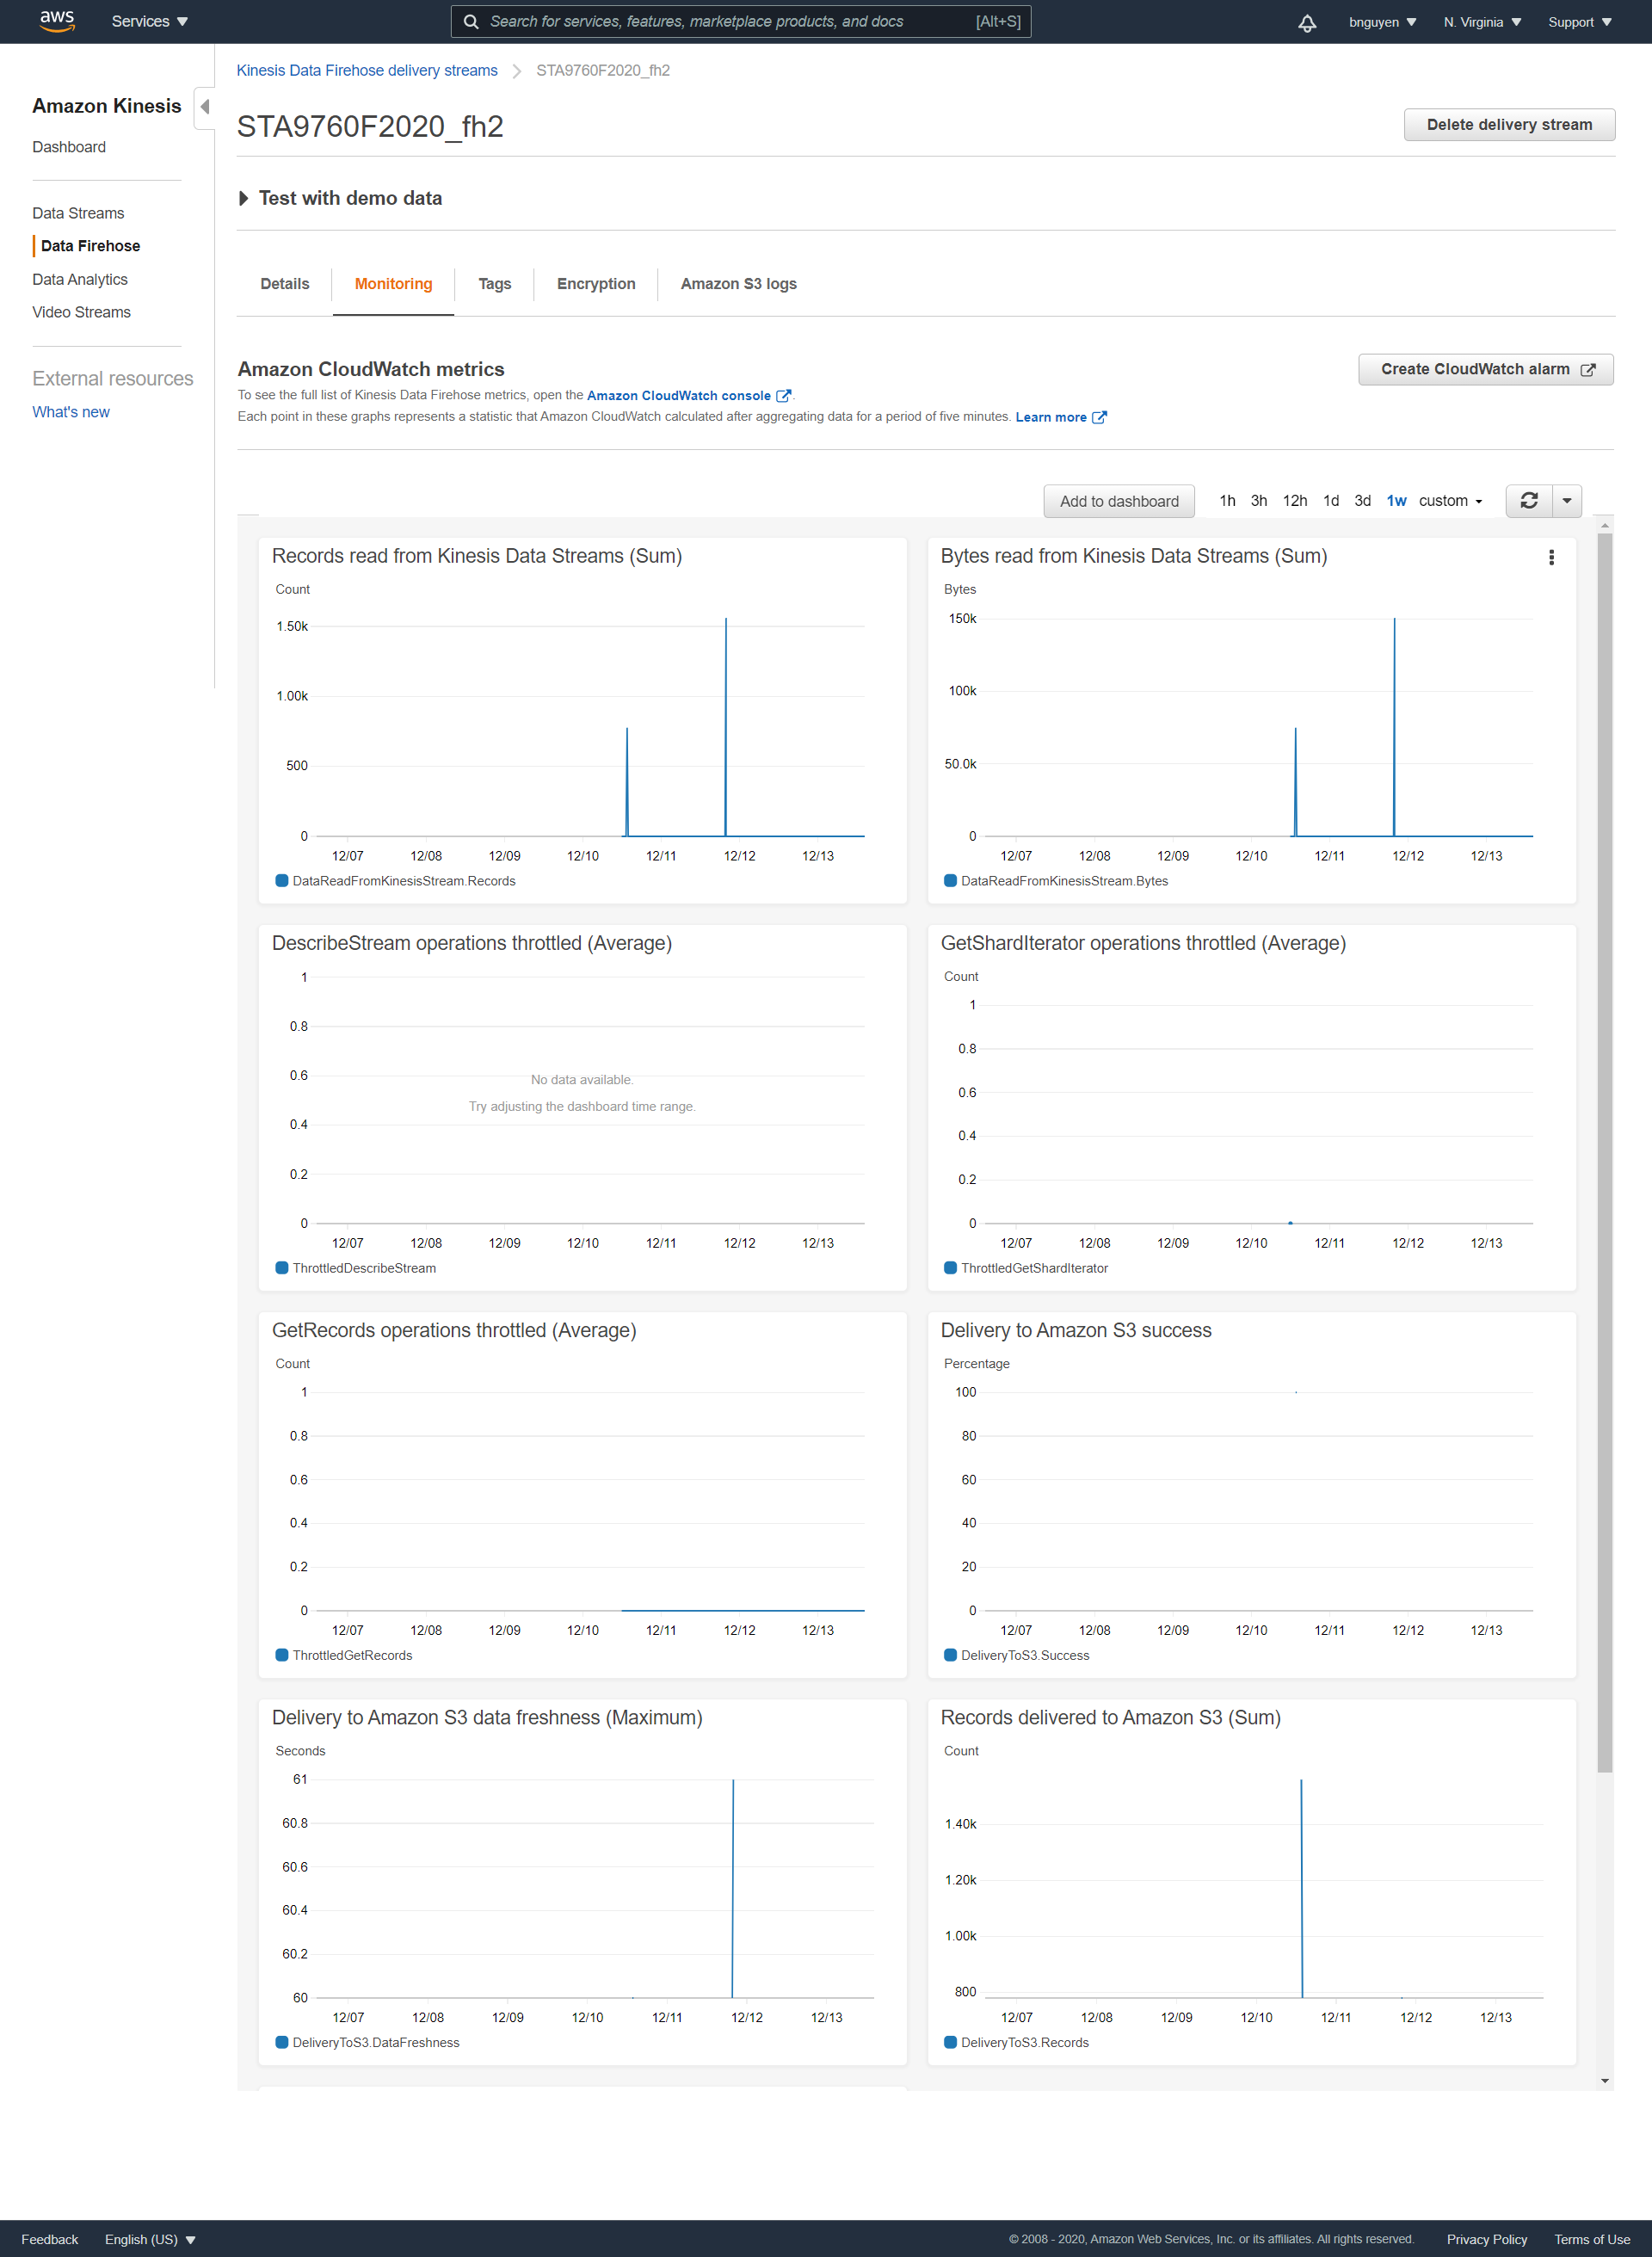 aws
Services
Search for services, features, marketplace products, and docs [Alt+S]
bnguyen
N. Virginia
Support
Amazon Kinesis
Dashboard
Data Streams
Data Firehose
Data Analytics
Video Streams
External resources
What's new
Kinesis Data Firehose delivery streams
STA9760F2020_fh2
STA9760F2020_fh2
Delete delivery stream
Test with demo data
Details Monitoring Tags Encryption Amazon S3 logs
Amazon CloudWatch metrics
Create CloudWatch alarm
To see the full list of Kinesis Data Firehose metrics, open the Amazon CloudWatch console .
Each point in these graphs represents a statistic that Amazon CloudWatch calculated after aggregating data for a period of five minutes. Learn more
Add to dashboard 1h 3h 12h 1d 3d 1w custom
Records read from Kinesis Data Streams (Sum)
Count
1.50k
1.00k
500
0
12/07 12/08 12/09 12/10 12/11 12/12 12/13
DataReadFromKinesisStream.Records
Bytes read from Kinesis Data Streams (Sum)
Bytes
150k
100k
50.0k
0
12/07 12/08 12/09 12/10 12/11 12/12 12/13
DataReadFromKinesisStream.Bytes
DescribeStream operations throttled (Average)
1
0.8
0.6
No data available.
Try adjusting the dashboard time range.
0.4
0.2
0
12/07 12/08 12/09 12/10 12/11 12/12 12/13
ThrottledDescribeStream
GetShardIterator operations throttled (Average)
Count
1
0.8
0.6
0.4
0.2
0
12/07 12/08 12/09 12/10 12/11 12/12 12/13
ThrottledGetShardIterator
GetRecords operations throttled (Average)
Count
1
0.8
0.6
0.4
0.2
0
12/07 12/08 12/09 12/10 12/11 12/12 12/13
ThrottledGetRecords
Delivery to Amazon S3 success
Percentage
100
80
60
40
20
0
12/07 12/08 12/09 12/10 12/11 12/12 12/13
DeliveryToS3.Success
Delivery to Amazon S3 data freshness (Maximum)
Seconds
61
60.8
60.6
60.4
60.2
60
12/07 12/08 12/09 12/10 12/11 12/12 12/13
DeliveryToS3.DataFreshness
Records delivered to Amazon S3 (Sum)
Count
1.40k
1.20k
1.00k
800
12/07 12/08 12/09 12/10 12/11 12/12 12/13
DeliveryToS3.Records
Feedback
English (US)
© 2008 - 2020, Amazon Web Services, Inc. or its affiliates. All rights reserved.
Privacy Policy
Terms of Use